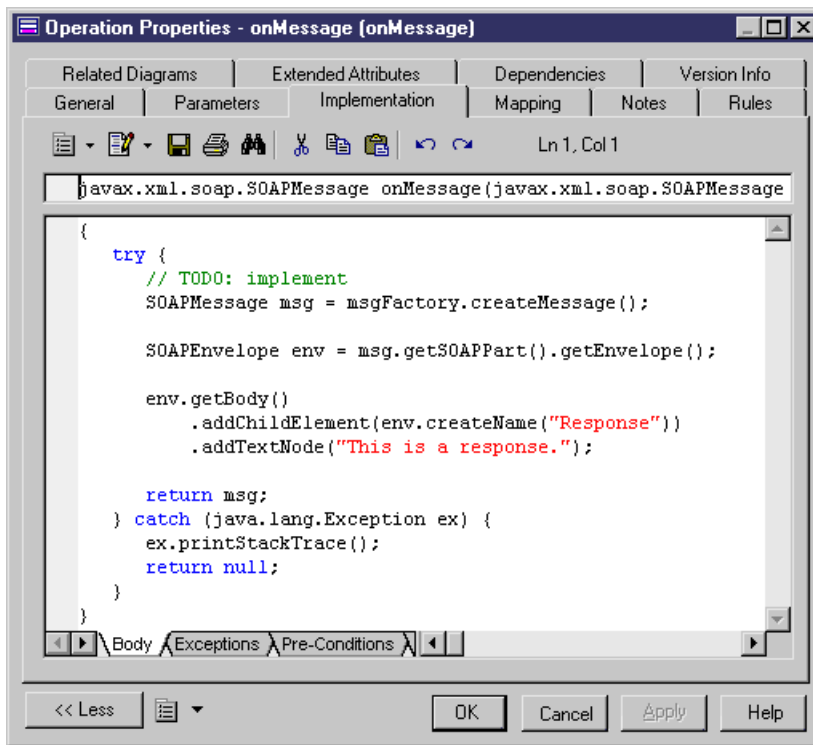 Operation Properties - onMessage (onMessage)
Related Diagrams Extended Attributes Dependencies Version Info
General Parameters Implementation Mapping Notes Rules
Ln 1, Col 1
javax.xml.soap.SOAPMessage onMessage(javax.xml.soap.SOAPMessage
{
try {
// TODO: implement
SOAPMessage msg = msgFactory.createMessage();
SOAPEnvelope env = msg.getSOAPPart().getEnvelope();
env.getBody()
.addChildElement(env.createName("Response"))
.addTextNode("This is a response.");
return msg;
} catch (java.lang.Exception ex) {
ex.printStackTrace();
return null;
}
}
Body Exceptions Pre-Conditions
<< Less OK Cancel Apply Help